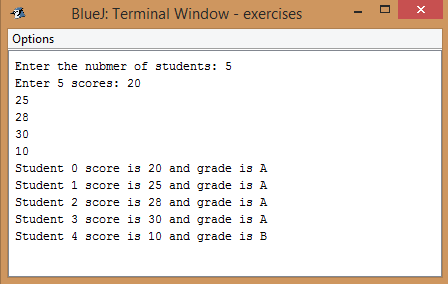 BlueJ: Terminal Window - exercises
Options
Enter the nubmer of students: 5
Enter 5 scores: 20
25
28
30
10
Student 0 score is 20 and grade is A
Student 1 score is 25 and grade is A
Student 2 score is 28 and grade is A
Student 3 score is 30 and grade is A
Student 4 score is 10 and grade is B